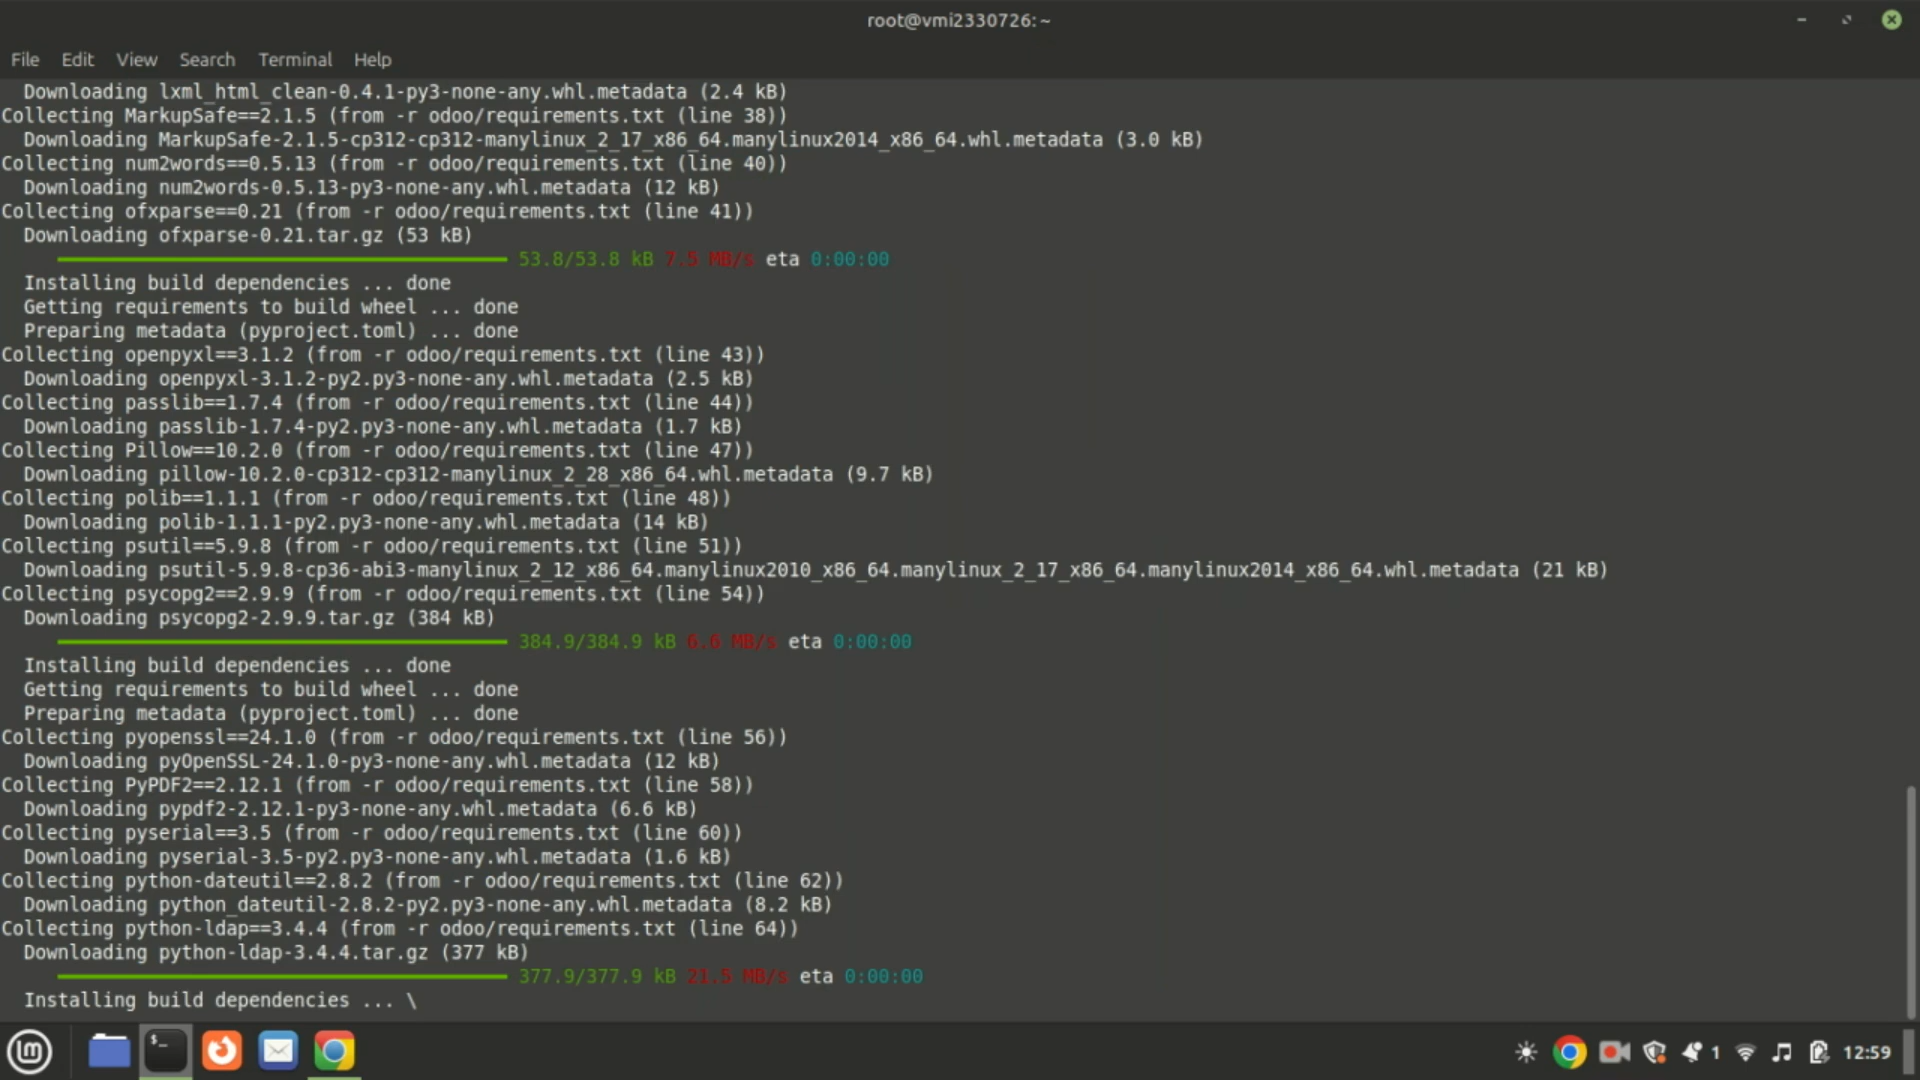 root@vmi2330726: ~
File Edit View Search Terminal Help
Downloading lxml_html_clean-0.4.1-py3-none-any.whl.metadata (2.4 kB)
Collecting MarkupSafe==2.1.5 (from -r odoo/requirements.txt (line 38))
Downloading MarkupSafe-2.1.5-cp312-cp312-manylinux_2_17_x86_64.manylinux2014_x86_64.whl.metadata (3.0 kB)
Collecting num2words==0.5.13 (from -r odoo/requirements.txt (line 40))
Downloading num2words-0.5.13-py3-none-any.whl.metadata (12 kB)
Collecting ofxparse==0.21 (from -r odoo/requirements.txt (line 41))
Downloading ofxparse-0.21.tar.gz (53 kB)
53.8/53.8 kB 7.5 MB/s eta 0:00:00
Installing build dependencies ... done
Getting requirements to build wheel ... done
Preparing metadata (pyproject.toml) ... done
Collecting openpyxl==3.1.2 (from -r odoo/requirements.txt (line 43))
Downloading openpyxl-3.1.2-py2.py3-none-any.whl.metadata (2.5 kB)
Collecting passlib==1.7.4 (from -r odoo/requirements.txt (line 44))
Downloading passlib-1.7.4-py2.py3-none-any.whl.metadata (1.7 kB)
Collecting Pillow==10.2.0 (from -r odoo/requirements.txt (line 47))
Downloading pillow-10.2.0-cp312-cp312-manylinux_2_28_x86_64.whl.metadata (9.7 kB)
Collecting polib==1.1.1 (from -r odoo/requirements.txt (line 48))
Downloading polib-1.1.1-py2.py3-none-any.whl.metadata (14 kB)
Collecting psutil==5.9.8 (from -r odoo/requirements.txt (line 51))
Downloading psutil-5.9.8-cp36-abi3-manylinux_2_12_x86_64.manylinux2010_x86_64.manylinux_2_17_x86_64.manylinux2014_x86_64.whl.metadata (21 kB)
Collecting psycopg2==2.9.9 (from -r odoo/requirements.txt (line 54))
Downloading psycopg2-2.9.9.tar.gz (384 kB)
384.9/384.9 kB 6.6 MB/s eta 0:00:00
Installing build dependencies ... done
Getting requirements to build wheel ... done
Preparing metadata (pyproject.toml) ... done
Collecting pyopenssl==24.1.0 (from -r odoo/requirements.txt (line 56))
Downloading pyOpenSSL-24.1.0-py3-none-any.whl.metadata (12 kB)
Collecting PyPDF2==2.12.1 (from -r odoo/requirements.txt (line 58))
Downloading pypdf2-2.12.1-py3-none-any.whl.metadata (6.6 kB)
Collecting pyserial==3.5 (from -r odoo/requirements.txt (line 60))
Downloading pyserial-3.5-py2.py3-none-any.whl.metadata (1.6 kB)
Collecting python-dateutil==2.8.2 (from -r odoo/requirements.txt (line 62))
Downloading python_dateutil-2.8.2-py2.py3-none-any.whl.metadata (8.2 kB)
Collecting python-ldap==3.4.4 (from -r odoo/requirements.txt (line 64))
Downloading python-ldap-3.4.4.tar.gz (377 kB)
377.9/377.9 kB 21.5 MB/s eta 0:00:00
Installing build dependencies ... \
1 12:59